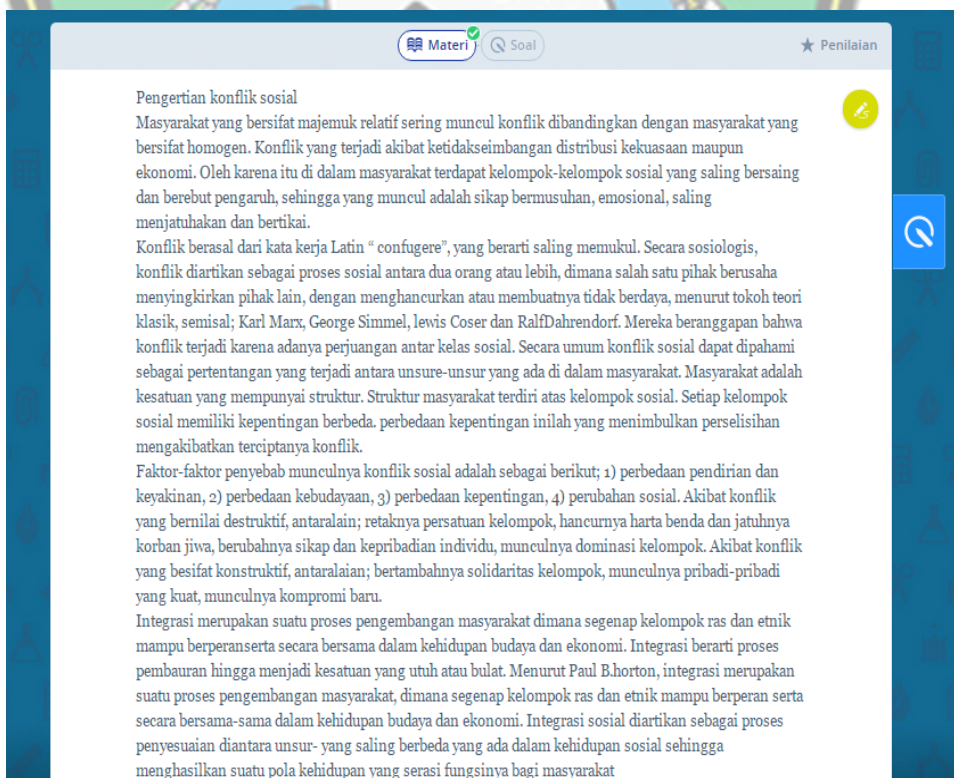 Materi
Soal
Penilaian
Pengertian konflik sosial
Masyarakat yang bersifat majemuk relatif sering muncul konflik dibandingkan dengan masyarakat yang
bersifat homogen. Konflik yang terjadi akibat ketidakseimbangan distribusi kekuasaan maupun
ekonomi. Oleh karena itu di dalam masyarakat terdapat kelompok-kelompok sosial yang saling bersaing
dan berebut pengaruh, sehingga yang muncul adalah sikap bermusuhan, emosional, saling
menjatuhakan dan bertikai.
Konflik berasal dari kata kerja Latin “ confugere”, yang berarti saling memukul. Secara sosiologis,
konflik diartikan sebagai proses sosial antara dua orang atau lebih, dimana salah satu pihak berusaha
menyingkirkan pihak lain, dengan menghancurkan atau membuatnya tidak berdaya, menurut tokoh teori
klasik, semisal; Karl Marx, George Simmel, lewis Coser dan RalfDahrendorf. Mereka beranggapan bahwa
konflik terjadi karena adanya perjuangan antar kelas sosial. Secara umum konflik sosial dapat dipahami
sebagai pertentangan yang terjadi antara unsure-unsur yang ada di dalam masyarakat. Masyarakat adalah
kesatuan yang mempunyai struktur. Struktur masyarakat terdiri atas kelompok sosial. Setiap kelompok
sosial memiliki kepentingan berbeda. perbedaan kepentingan inilah yang menimbulkan perselisihan
mengakibatkan terciptanya konflik.
Faktor-faktor penyebab munculnya konflik sosial adalah sebagai berikut; 1) perbedaan pendirian dan
keyakinan, 2) perbedaan kebudayaan, 3) perbedaan kepentingan, 4) perubahan sosial. Akibat konflik
yang bernilai destruktif, antaralain; retaknya persatuan kelompok, hancurnya harta benda dan jatuhnya
korban jiwa, berubahnya sikap dan kepribadian individu, munculnya dominasi kelompok. Akibat konflik
yang besifat konstruktif, antaralaian; bertambahnya solidaritas kelompok, munculnya pribadi-pribadi
yang kuat, munculnya kompromi baru.
Integrasi merupakan suatu proses pengembangan masyarakat dimana segenap kelompok ras dan etnik
mampu berperanserta secara bersama dalam kehidupan budaya dan ekonomi. Integrasi berarti proses
pembauran hingga menjadi kesatuan yang utuh atau bulat. Menurut Paul B.horton, integrasi merupakan
suatu proses pengembangan masyarakat, dimana segenap kelompok ras dan etnik mampu berperan serta
secara bersama-sama dalam kehidupan budaya dan ekonomi. Integrasi sosial diartikan sebagai proses
penyesuaian diantara unsur- yang saling berbeda yang ada dalam kehidupan sosial sehingga
menghasilkan suatu pola kehidupan yang serasi fungsinya bagi masyarakat